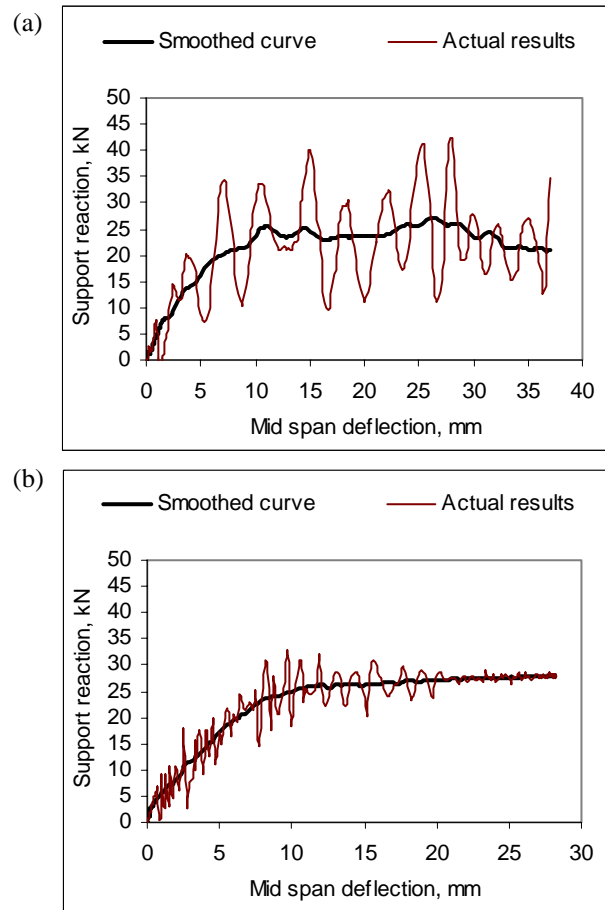 (a)
Smoothed curve Actual results
50
45
40
35
30
25
20
15
10
5
0
Support reaction, kN
0 5 10 15 20 25 30 35 40
Mid span deflection, mm
(b)
Smoothed curve Actual results
50
45
40
35
30
25
20
15
10
5
0
Support reaction, kN
0 5 10 15 20 25 30
Mid span deflection, mm